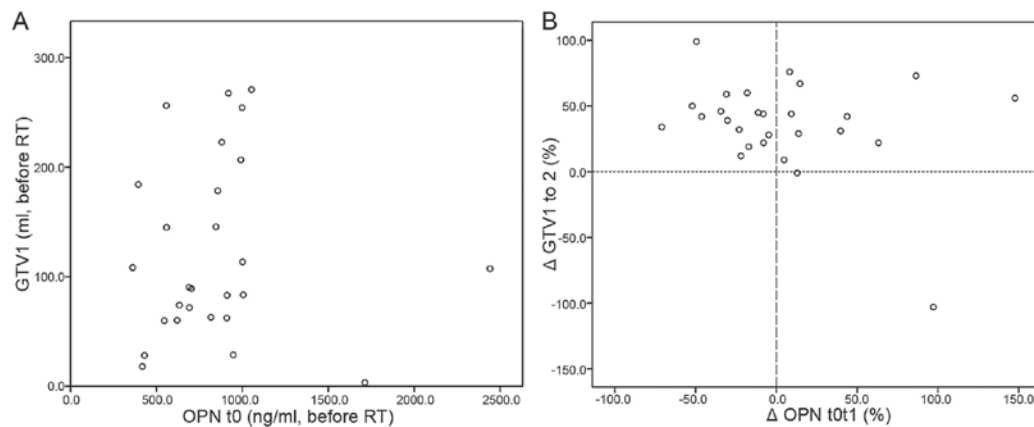 A
300.0
200.0
100.0
0.0
GTV1 (ml, before RT)
0.0 500.0 1000.0 1500.0 2000.0 2500.0
OPN t0 (ng/ml, before RT)
B
100.0
50.0
0.0
-50.0
-100.0
-150.0
Δ GTV1 to 2 (%)
-100.0 -50.0 0.0 50.0 100.0 150.0
Δ OPN t0t1 (%)